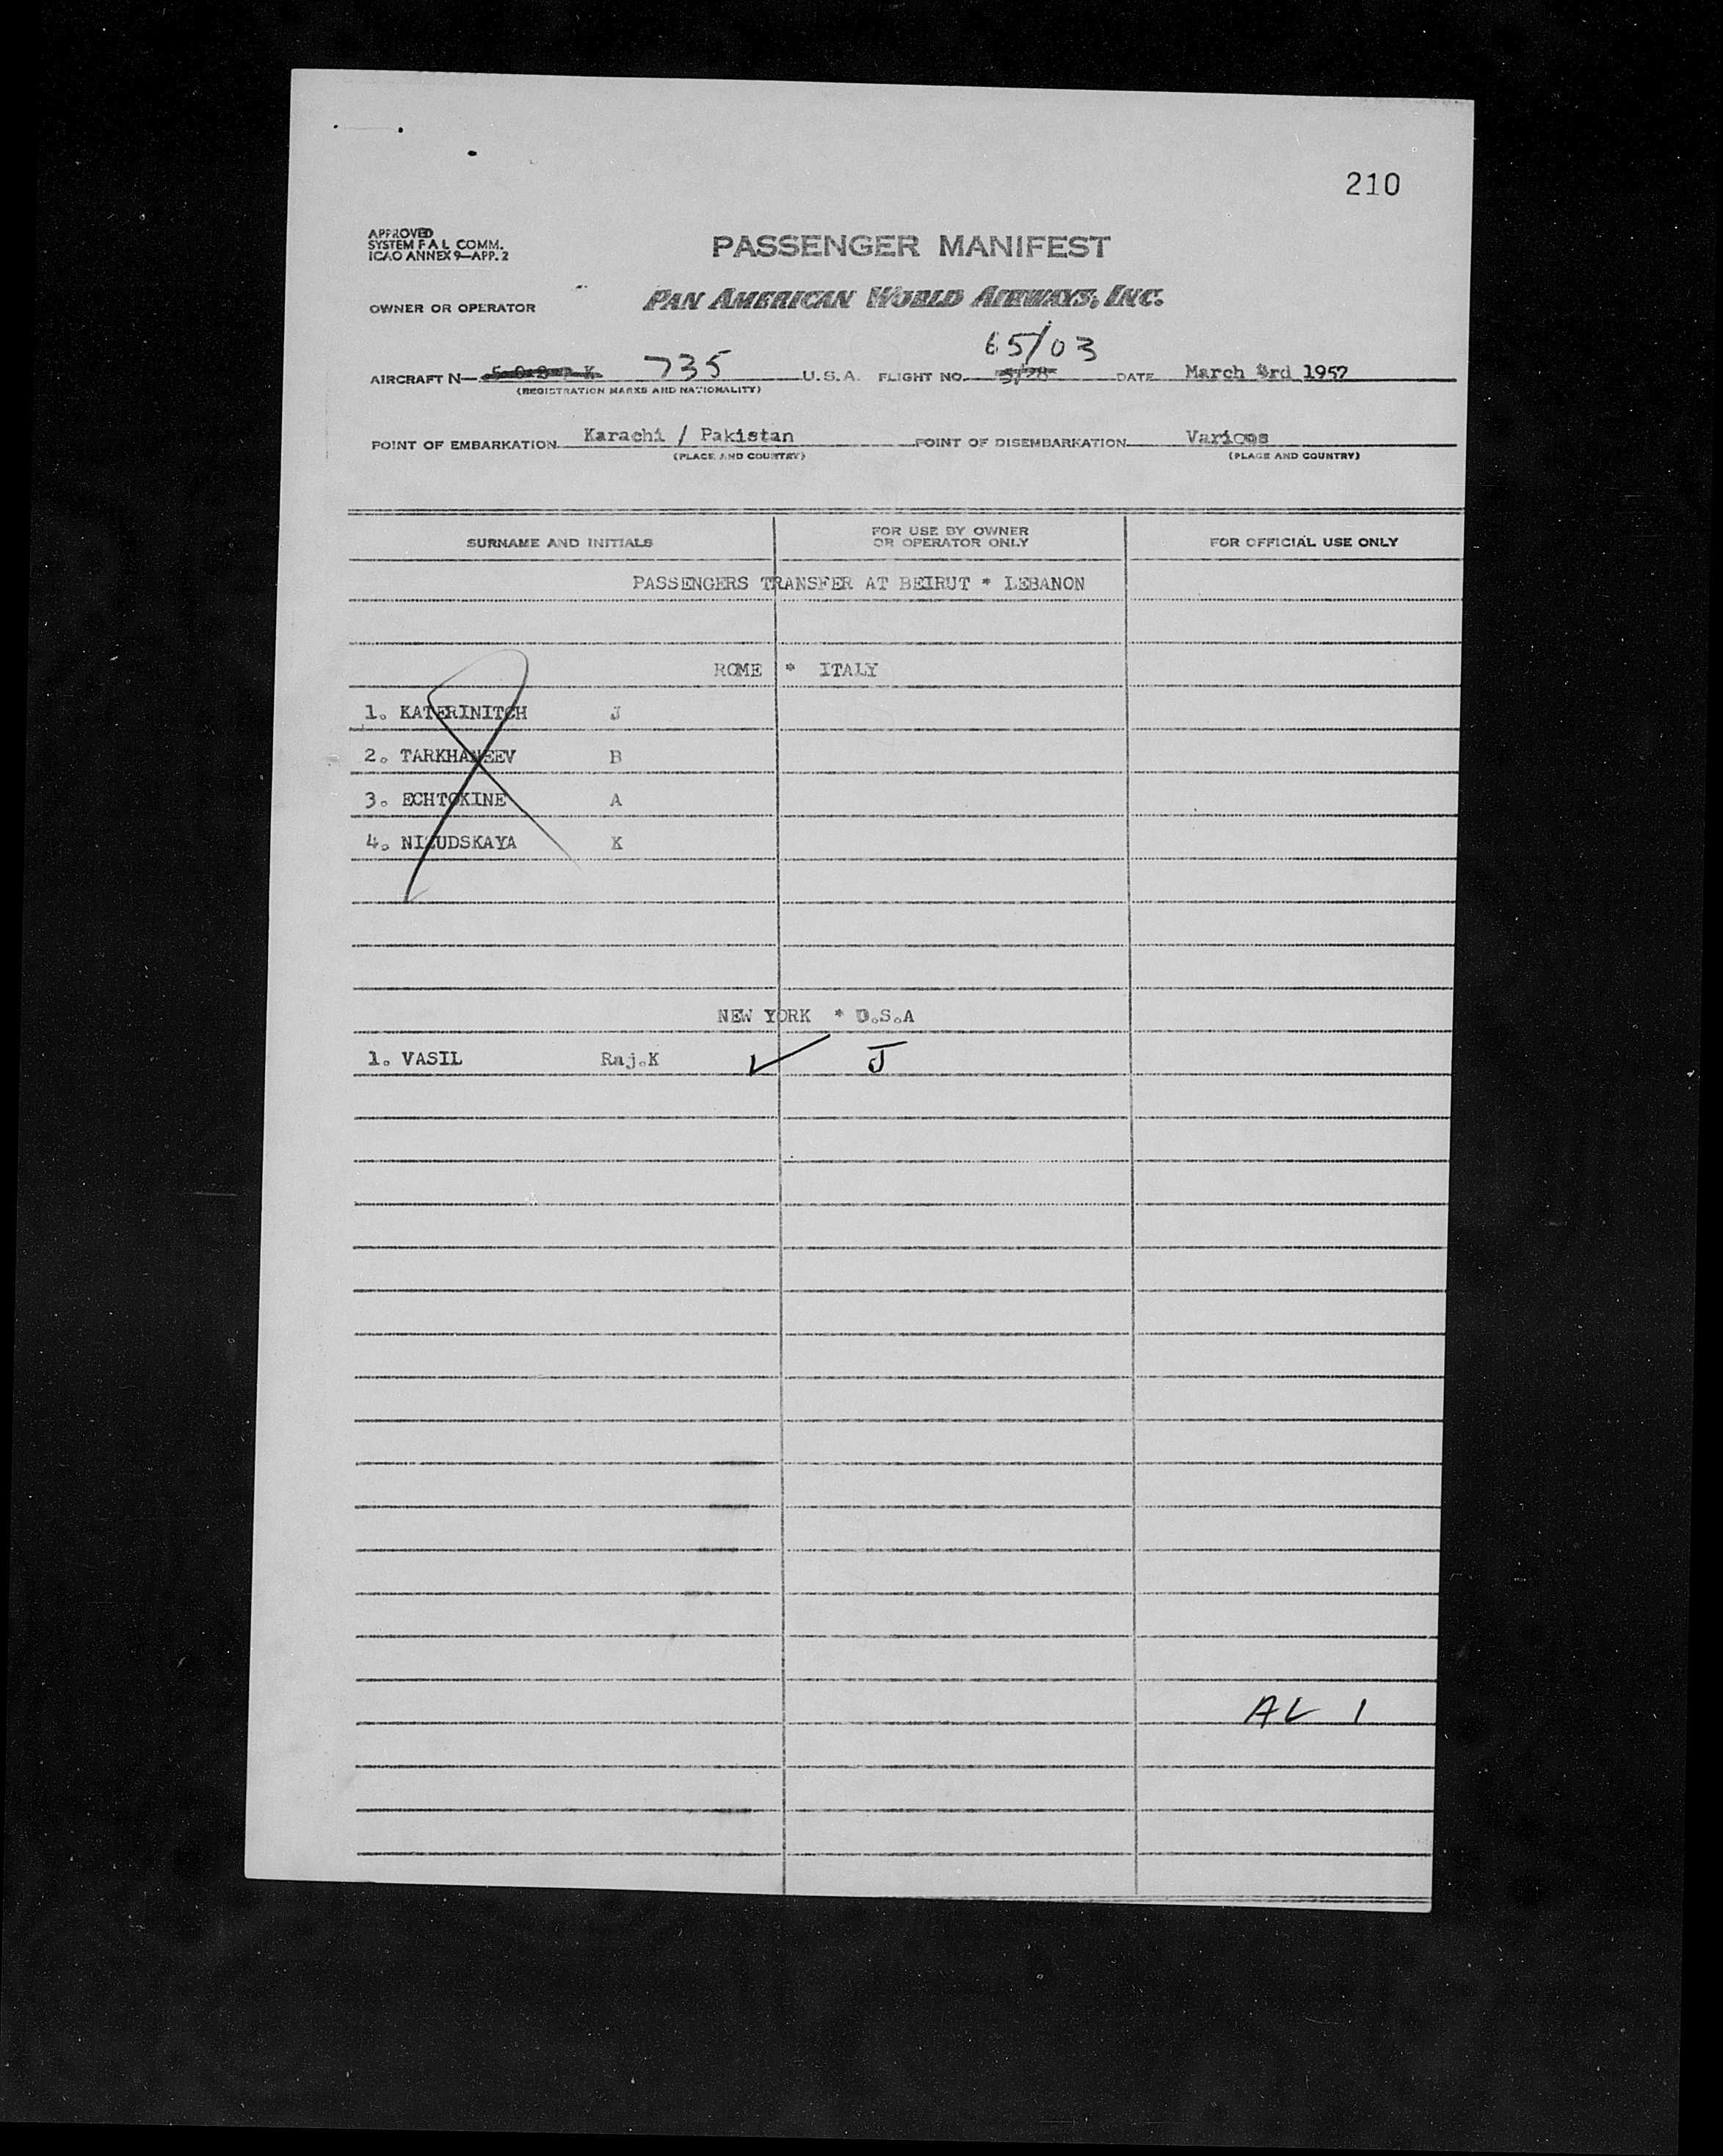 210
APPROVED
SYSTEM F A L COMM.
ICAO ANNEX 9—APP. 2
PASSENGER MANIFEST
OWNER OR OPERATOR PAN AMERICAN WORLD AIRWAYS, INC.
65/03
AIRCRAFT N— 735 U.S.A. FLIGHT NO. 5/28 DATE March 3rd 1957
(REGISTRATION MARKS AND NATIONALITY)
POINT OF EMBARKATION Karachi / Pakistan POINT OF DISEMBARKATION Various
(PLACE AND COUNTRY) (PLACE AND COUNTRY)
SURNAME AND INITIALS
FOR USE BY OWNER
OR OPERATOR ONLY
FOR OFFICIAL USE ONLY
PASSENGERS TRANSFER AT BEIRUT * LEBANON
ROME * ITALY
1. KATERINITCH J
2. TARKHANEEV B
3. ECHTOKINE A
4. NIZUDSKAYA K
NEW YORK * U.S.A
1. VASIL Raj.K J
AL 1